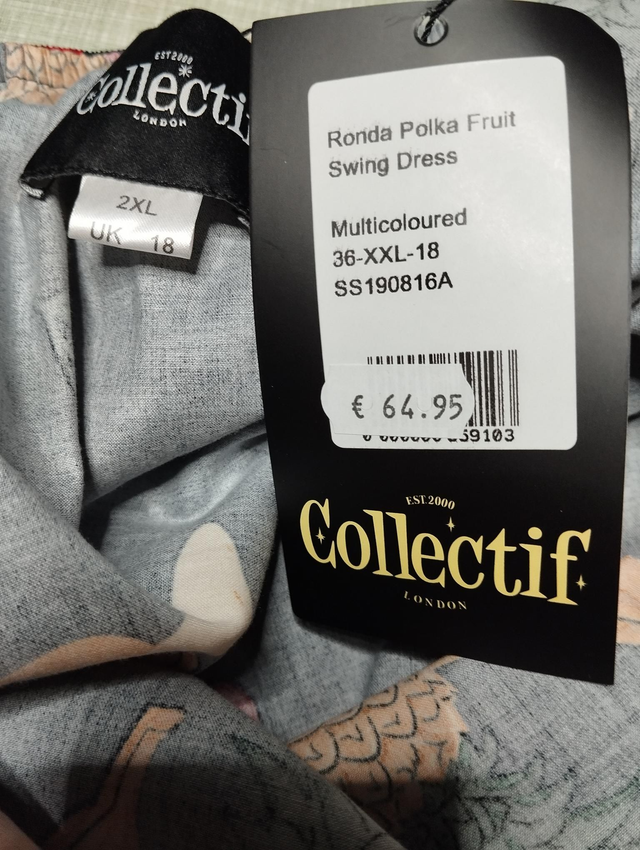 EST 2000
Collectif
LONDON
2XL
UK 18
Ronda Polka Fruit
Swing Dress
Multicoloured
36-XXL-18
SS190816A
€ 64.95
59103
EST.2000
Collectif
LONDON